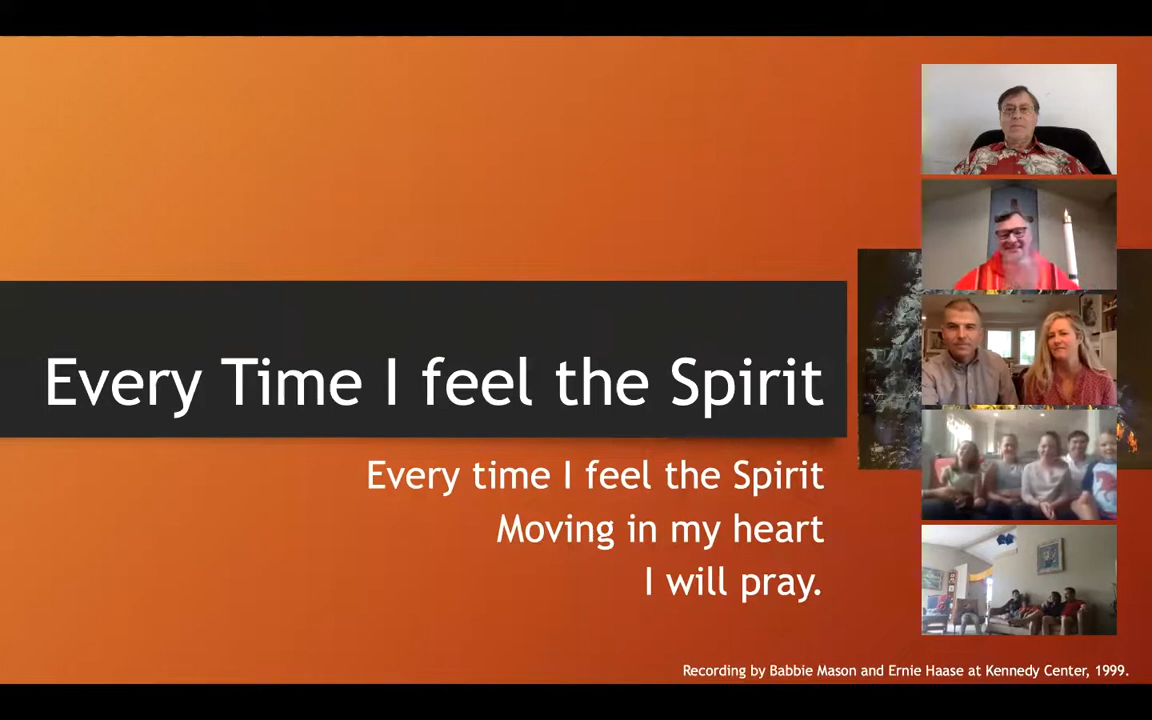 Every Time I feel the Spirit
Every time I feel the Spirit
Moving in my heart
I will pray.
Recording by Babbie Mason and Ernie Haase at Kennedy Center, 1999.